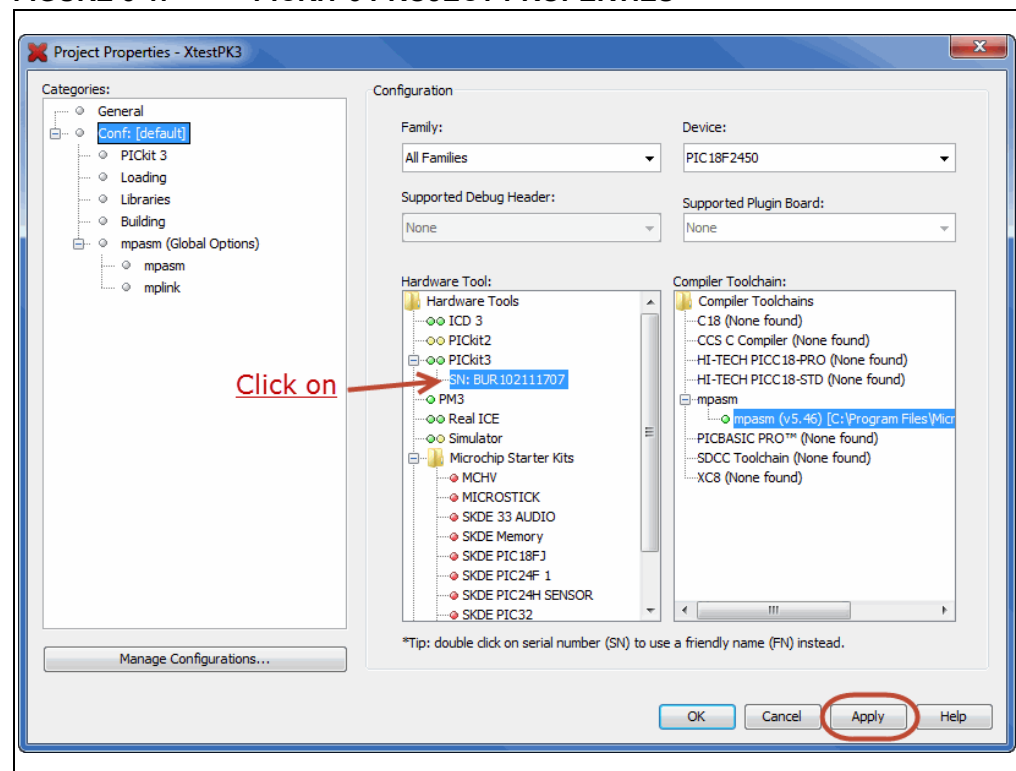 Project Properties - XtestPK3
Categories:
General
Conf: [default]
PICkit 3
Loading
Libraries
Building
mpasm (Global Options)
mpasm
mplink
Manage Configurations...
Configuration
Family:
All Families
Device:
PIC18F2450
Supported Debug Header:
None
Supported Plugin Board:
None
Hardware Tool:
Hardware Tools
ICD 3
PICkit2
PICkit3
SN: BUR102111707
PM3
Real ICE
Simulator
Microchip Starter Kits
MCHV
MICROSTICK
SKDE 33 AUDIO
SKDE Memory
SKDE PIC18FJ
SKDE PIC24F 1
SKDE PIC24H SENSOR
SKDE PIC32
Click on
Compiler Toolchain:
Compiler Toolchains
C18 (None found)
CCS C Compiler (None found)
HI-TECH PICC18-PRO (None found)
HI-TECH PICC18-STD (None found)
mpasm
mpasm (v5.46) [C:\Program Files\Micr
PICBASIC PRO™ (None found)
SDCC Toolchain (None found)
XC8 (None found)
*Tip: double click on serial number (SN) to use a friendly name (FN) instead.
OK
Cancel
Apply
Help